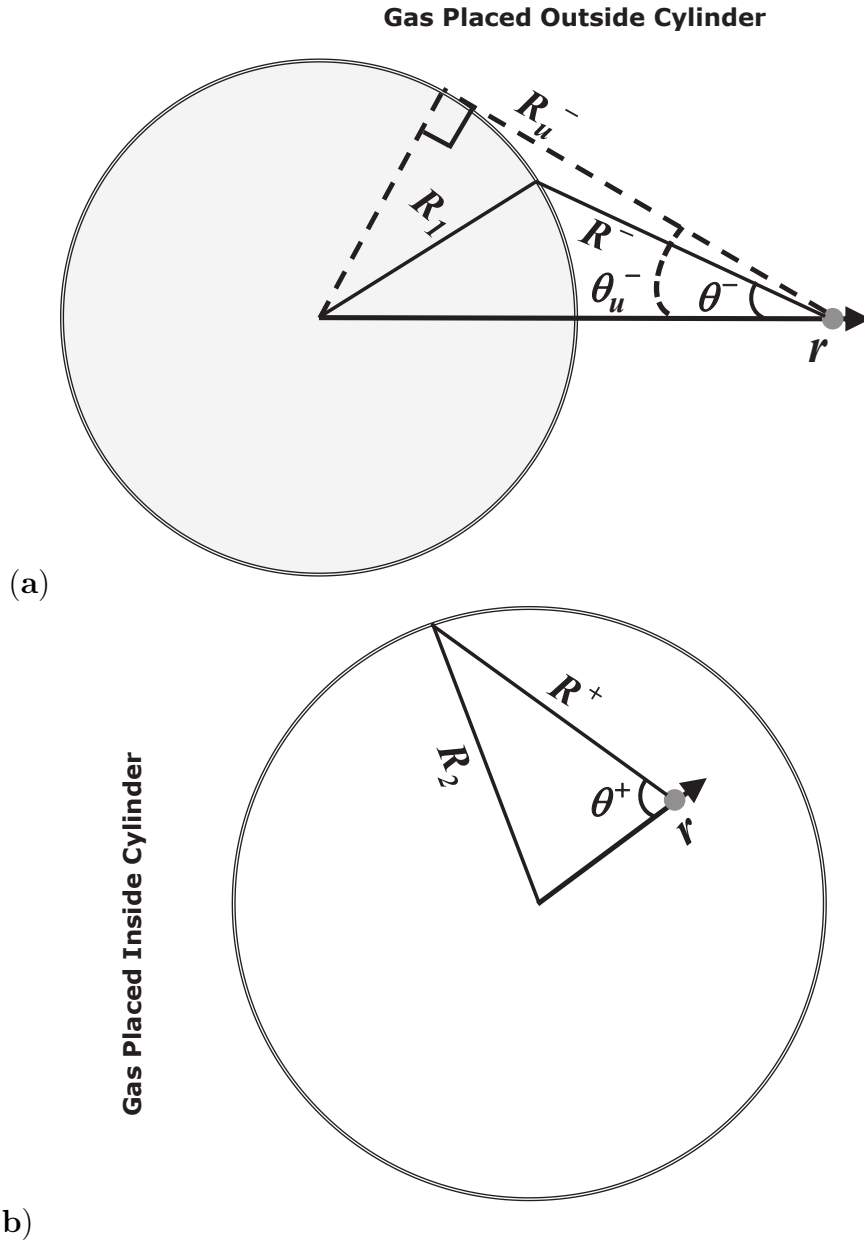 Gas Placed Outside Cylinder
R_u^-
R_1
R^-
θ_u^-
θ^-
r
(a)
R^+
R_2
θ^+
r
Gas Placed Inside Cylinder
b)